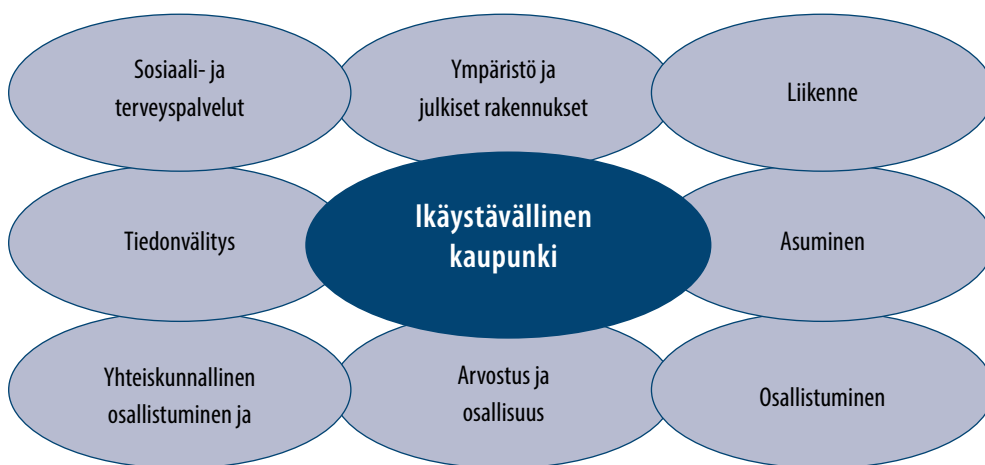 Sosiaali- ja
terveyspalvelut
Ympäristö ja
julkiset rakennukset
Liikenne
Tiedonvälitys
Ikäystävällinen
kaupunki
Asuminen
Yhteiskunnallinen
osallistuminen ja
Arvostus ja
osallisuus
Osallistuminen